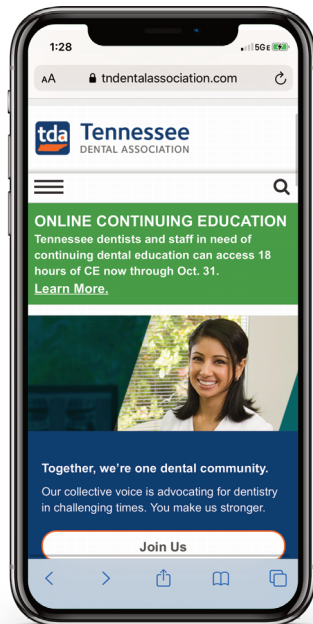 1:28
5G E
AA
tndentalassociation.com
tda
Tennessee
DENTAL ASSOCIATION
ONLINE CONTINUING EDUCATION
Tennessee dentists and staff in need of
continuing dental education can access 18
hours of CE now through Oct. 31.
Learn More.
Together, we’re one dental community.
Our collective voice is advocating for dentistry
in challenging times. You make us stronger.
Join Us